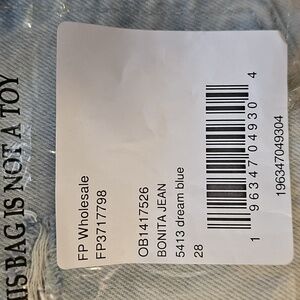 THIS BAG IS NOT A TOY
FP Wholesale
FP3717798
OB1417526
BONITA JEAN
5413 dream blue
28
1 96347 04930 4
196347049304